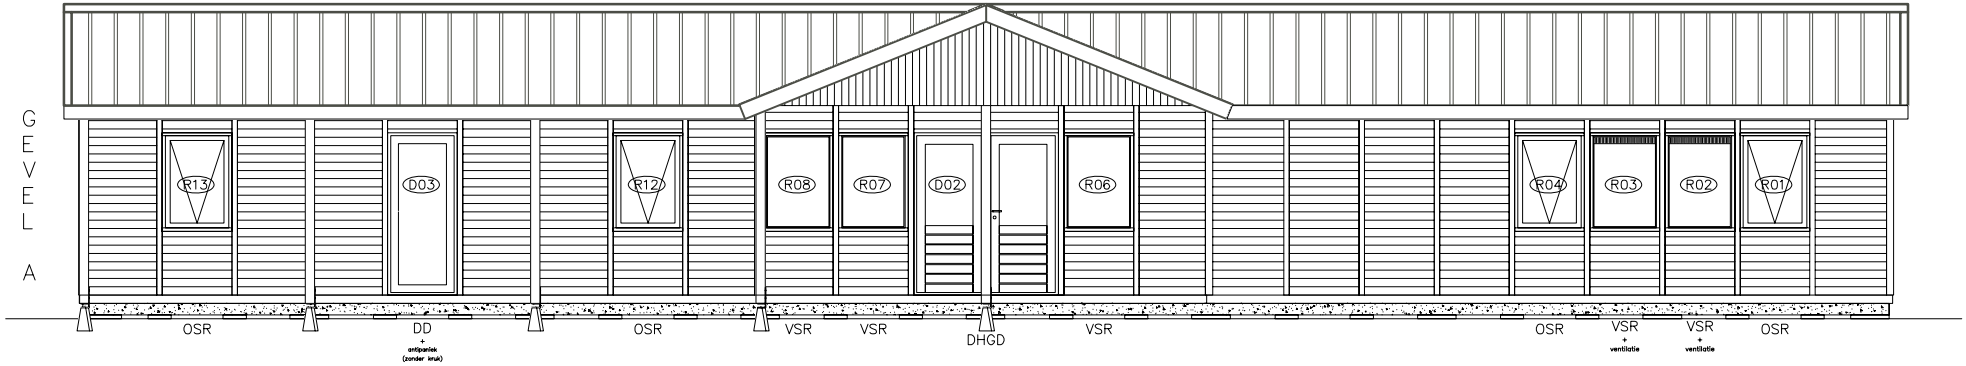 GEVEL A
R13
D03
R12
R08
R07
D02
R06
R04
R03
R02
R01
OSR
DD
+
antipaniek
(zonder kruk)
OSR
VSR
VSR
DHGD
VSR
OSR
VSR
+
ventilatie
VSR
+
ventilatie
OSR